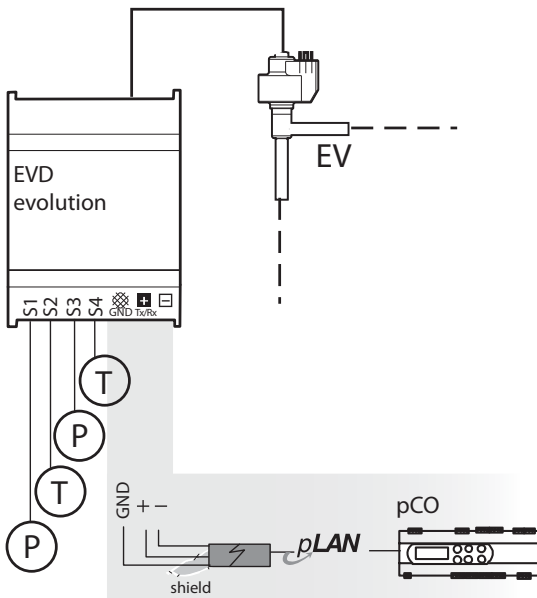 EVD
evolution
EV
S1 S2 S3 S4 GND + Tx/Rx −
T
P
T
P
GND + −
shield
pLAN
pCO